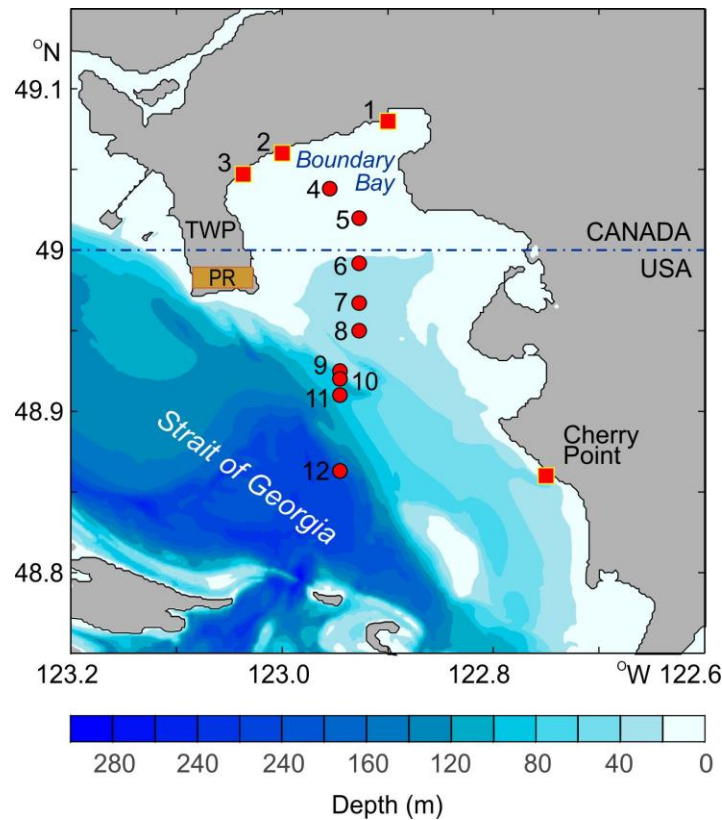 °N
49.1
49
48.9
48.8
1
2
3
Boundary
Bay
4
5
TWP
CANADA
USA
6
PR
7
8
9
10
11
12
Strait of Georgia
Cherry
Point
123.2
123.0
122.8
°W 122.6
280
240
240
160
120
80
40
0
Depth (m)